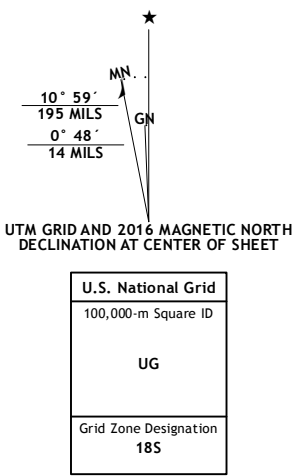 ★
MN
GN
10° 59´
195 MILS
0° 48´
14 MILS
UTM GRID AND 2016 MAGNETIC NORTH
DECLINATION AT CENTER OF SHEET
U.S. National Grid
100,000-m Square ID
UG
Grid Zone Designation
18S